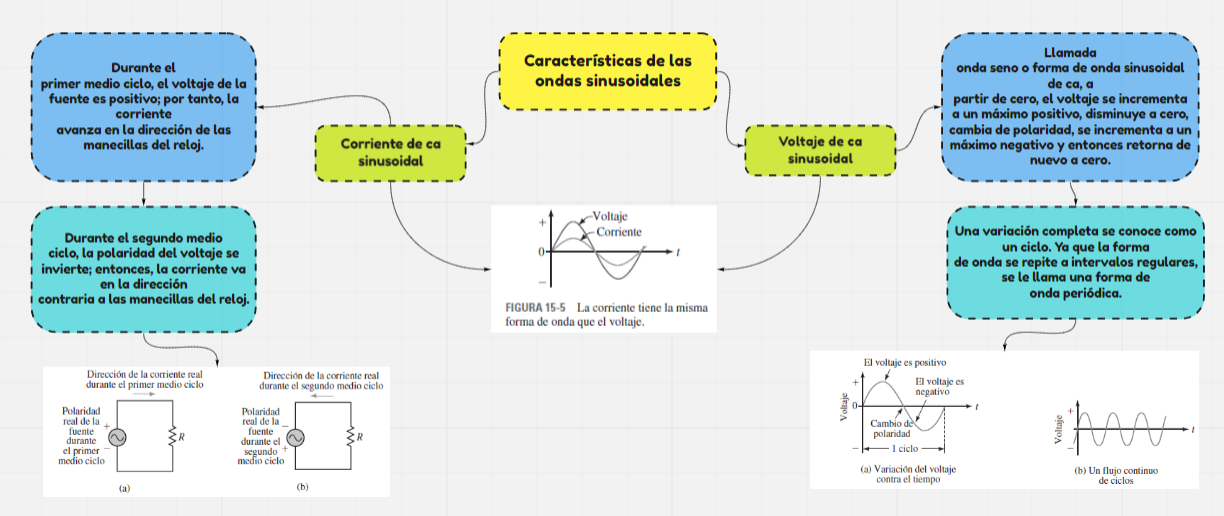 Características de las
ondas sinusoidales
Corriente de ca
sinusoidal
Voltaje de ca
sinusoidal
Durante el
primer medio ciclo, el voltaje de la
fuente es positivo; por tanto, la
corriente
avanza en la dirección de las
manecillas del reloj.
Durante el segundo medio
ciclo, la polaridad del voltaje se
invierte; entonces, la corriente va
en la dirección
contraria a las manecillas del reloj.
Dirección de la corriente real
durante el primer medio ciclo
Polaridad
real de la
fuente
durante
el primer
medio ciclo
+
−
R
(a)
Dirección de la corriente real
durante el segundo medio ciclo
Polaridad
real de la
fuente
durante el
segundo
medio ciclo
−
+
R
(b)
+
0
−
Voltaje
Corriente
t
FIGURA 15-5 La corriente tiene la misma
forma de onda que el voltaje.
Llamada
onda seno o forma de onda sinusoidal
de ca, a
partir de cero, el voltaje se incrementa
a un máximo positivo, disminuye a cero,
cambia de polaridad, se incrementa a un
máximo negativo y entonces retorna de
nuevo a cero.
Una variación completa se conoce como
un ciclo. Ya que la forma
de onda se repite a intervalos regulares,
se le llama una forma de
onda periódica.
El voltaje es positivo
El voltaje es
negativo
Voltaje
+
0
−
t
Cambio de
polaridad
1 ciclo
(a) Variación del voltaje
contra el tiempo
Voltaje
+
−
t
(b) Un flujo continuo
de ciclos